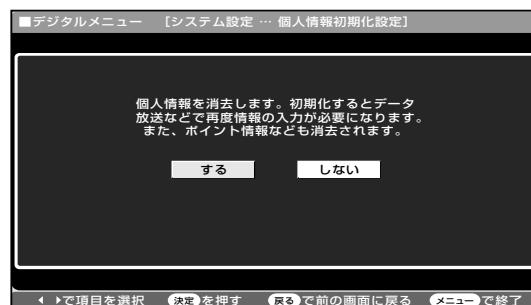 ■デジタルメニュー [システム設定 … 個人情報初期化設定]
個人情報を消去します。初期化するとデータ
放送などで再度情報の入力が必要になります。
また、ポイント情報なども消去されます。
する しない
で項目を選択 決定を押す 戻るで前の画面に戻る メニューで終了